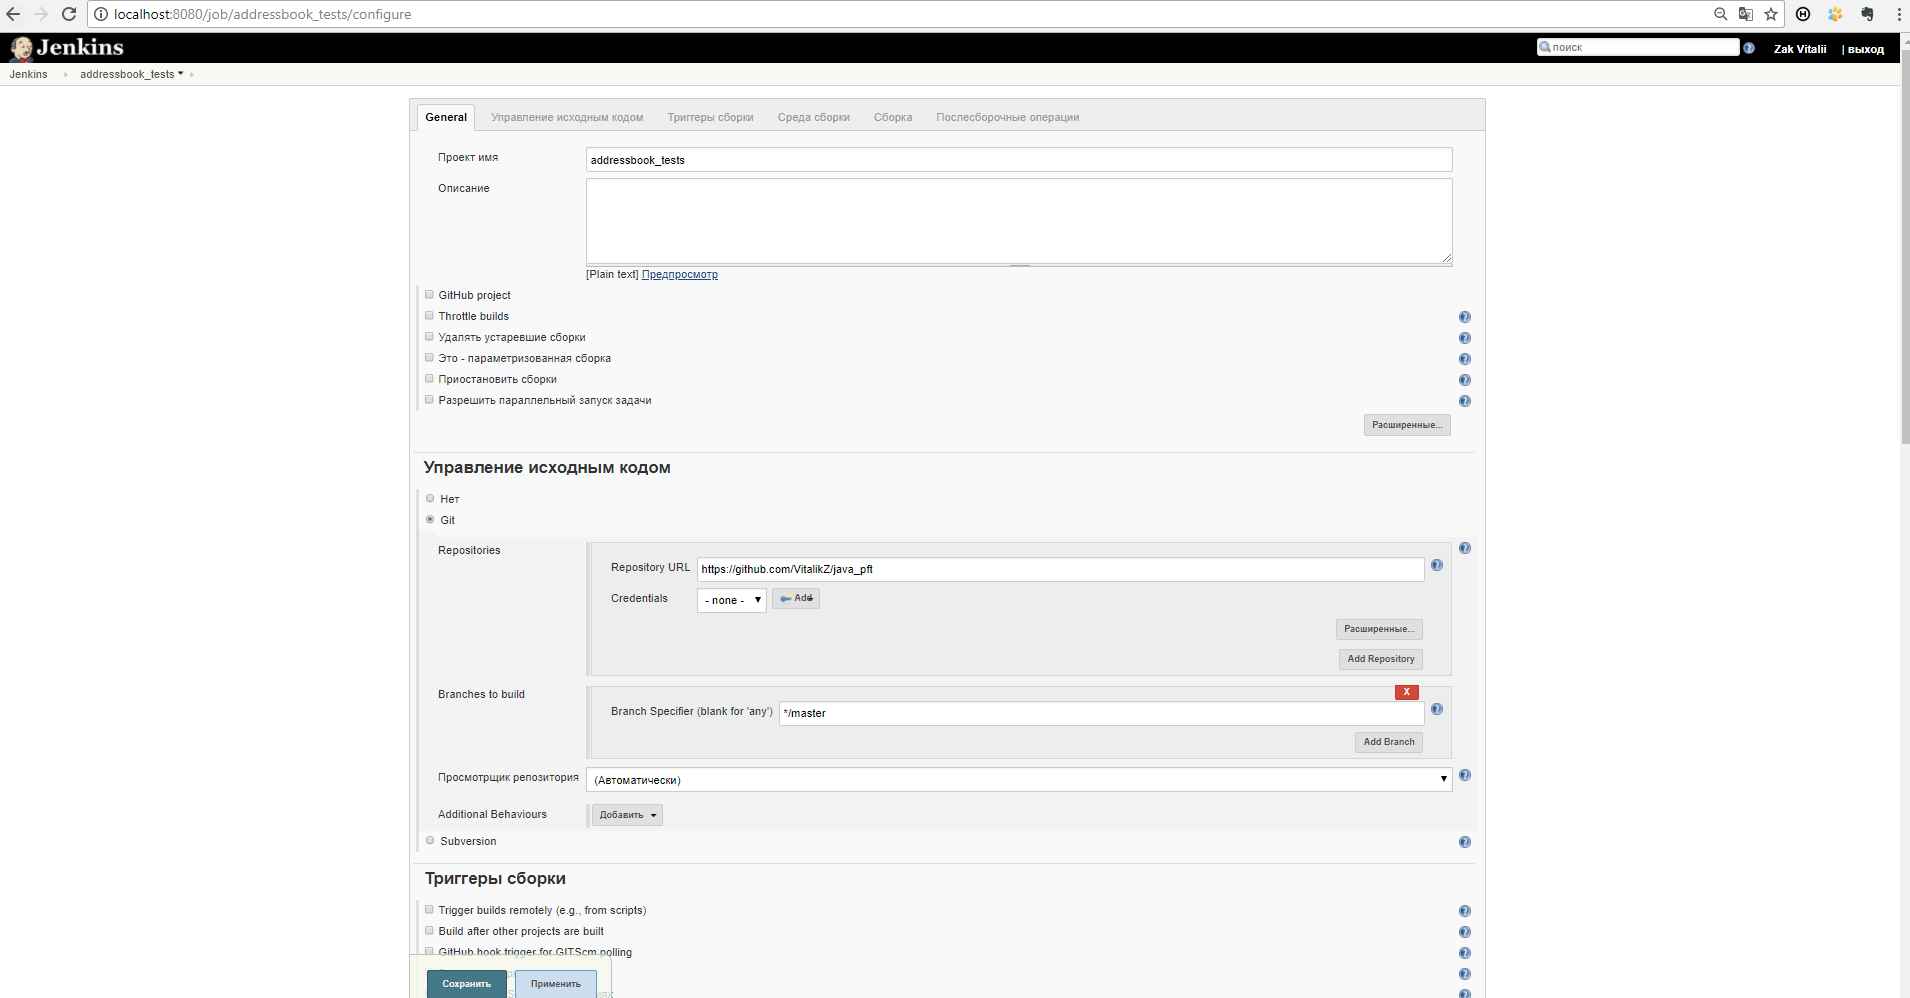 localhost:8080/job/addressbook_tests/configure
Jenkins
поиск
Zak Vitalii
| выход
Jenkins
addressbook_tests
General
Управление исходным кодом
Триггеры сборки
Среда сборки
Сборка
Послесборочные операции
Проект имя
addressbook_tests
Описание
[Plain text] Предпросмотр
GitHub project
Throttle builds
Удалять устаревшие сборки
Это - параметризованная сборка
Приостановить сборки
Разрешить параллельный запуск задачи
Расширенные...
Управление исходным кодом
Нет
Git
Repositories
Repository URL
https://github.com/VitalikZ/java_pft
Credentials
- none -
Add
Расширенные...
Add Repository
Branches to build
X
Branch Specifier (blank for 'any')
*/master
Add Branch
Просмотрщик репозитория
(Автоматически)
Additional Behaviours
Добавить
Subversion
Триггеры сборки
Trigger builds remotely (e.g., from scripts)
Build after other projects are built
GitHub hook trigger for GITScm polling
Сохранить
Применить